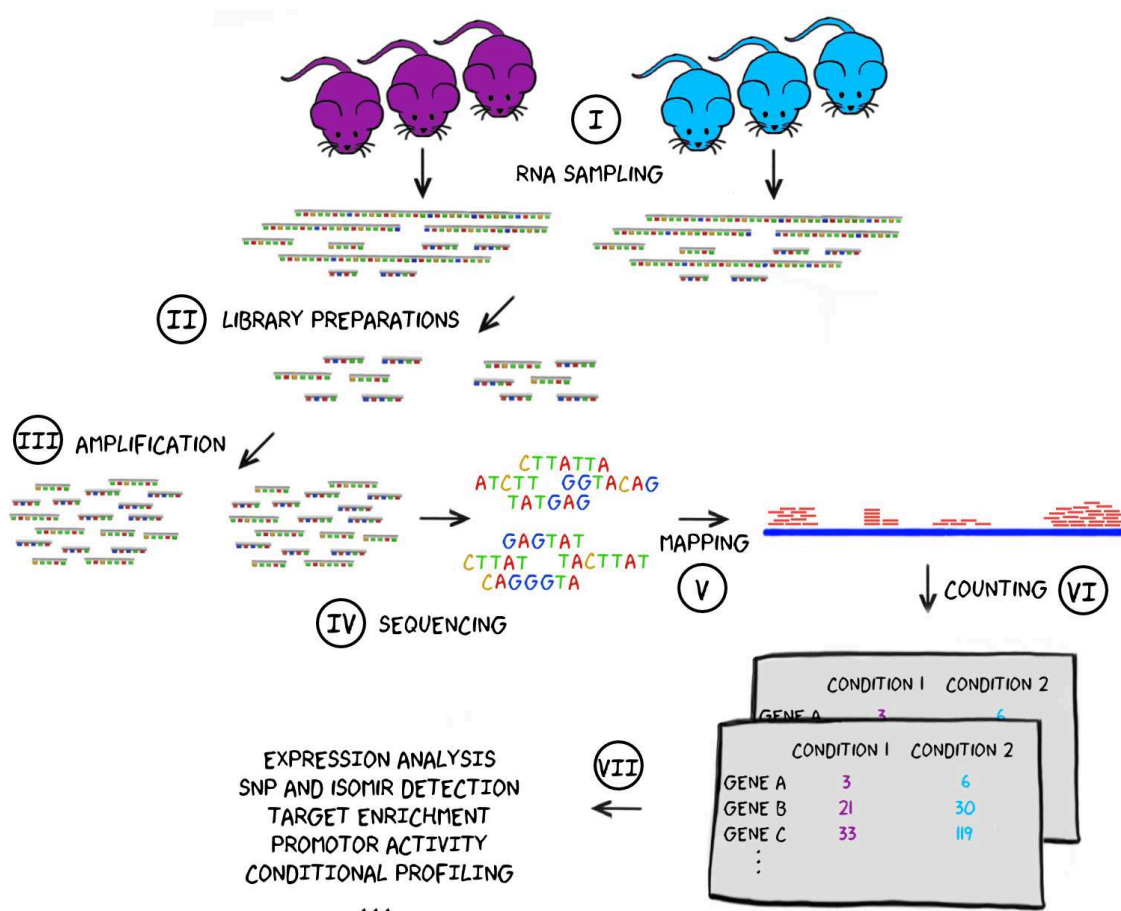 I
RNA SAMPLING
II LIBRARY PREPARATIONS
III AMPLIFICATION
CTTATTA
ATCTT GGTACAG
TATGAG
GAGTAT
CTTAT TACTTAT
CAGGGTA
IV SEQUENCING
MAPPING
V
COUNTING VI
CONDITION 1 CONDITION 2
GENE A 3 6
CONDITION 1 CONDITION 2
GENE A 3 6
GENE B 21 30
GENE C 33 119
⋮
VII
EXPRESSION ANALYSIS
SNP AND ISOMIR DETECTION
TARGET ENRICHMENT
PROMOTOR ACTIVITY
CONDITIONAL PROFILING
...